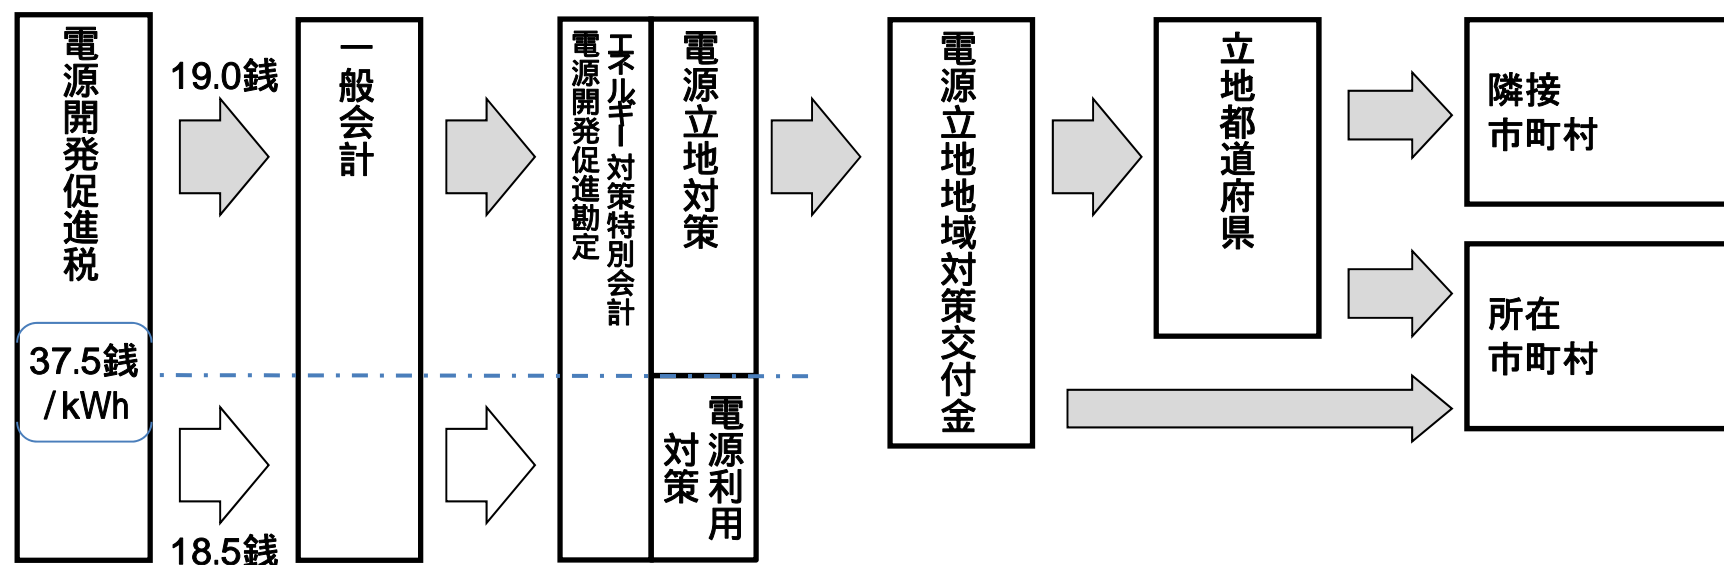 電源開発促進税
37.5銭
/kWh
19.0銭
18.5銭
一般会計
エネルギー対策特別会計
電源開発促進勘定
電源立地対策
電源利用
対策
電源立地地域対策交付金
立地都道府県
隣接
市町村
所在
市町村